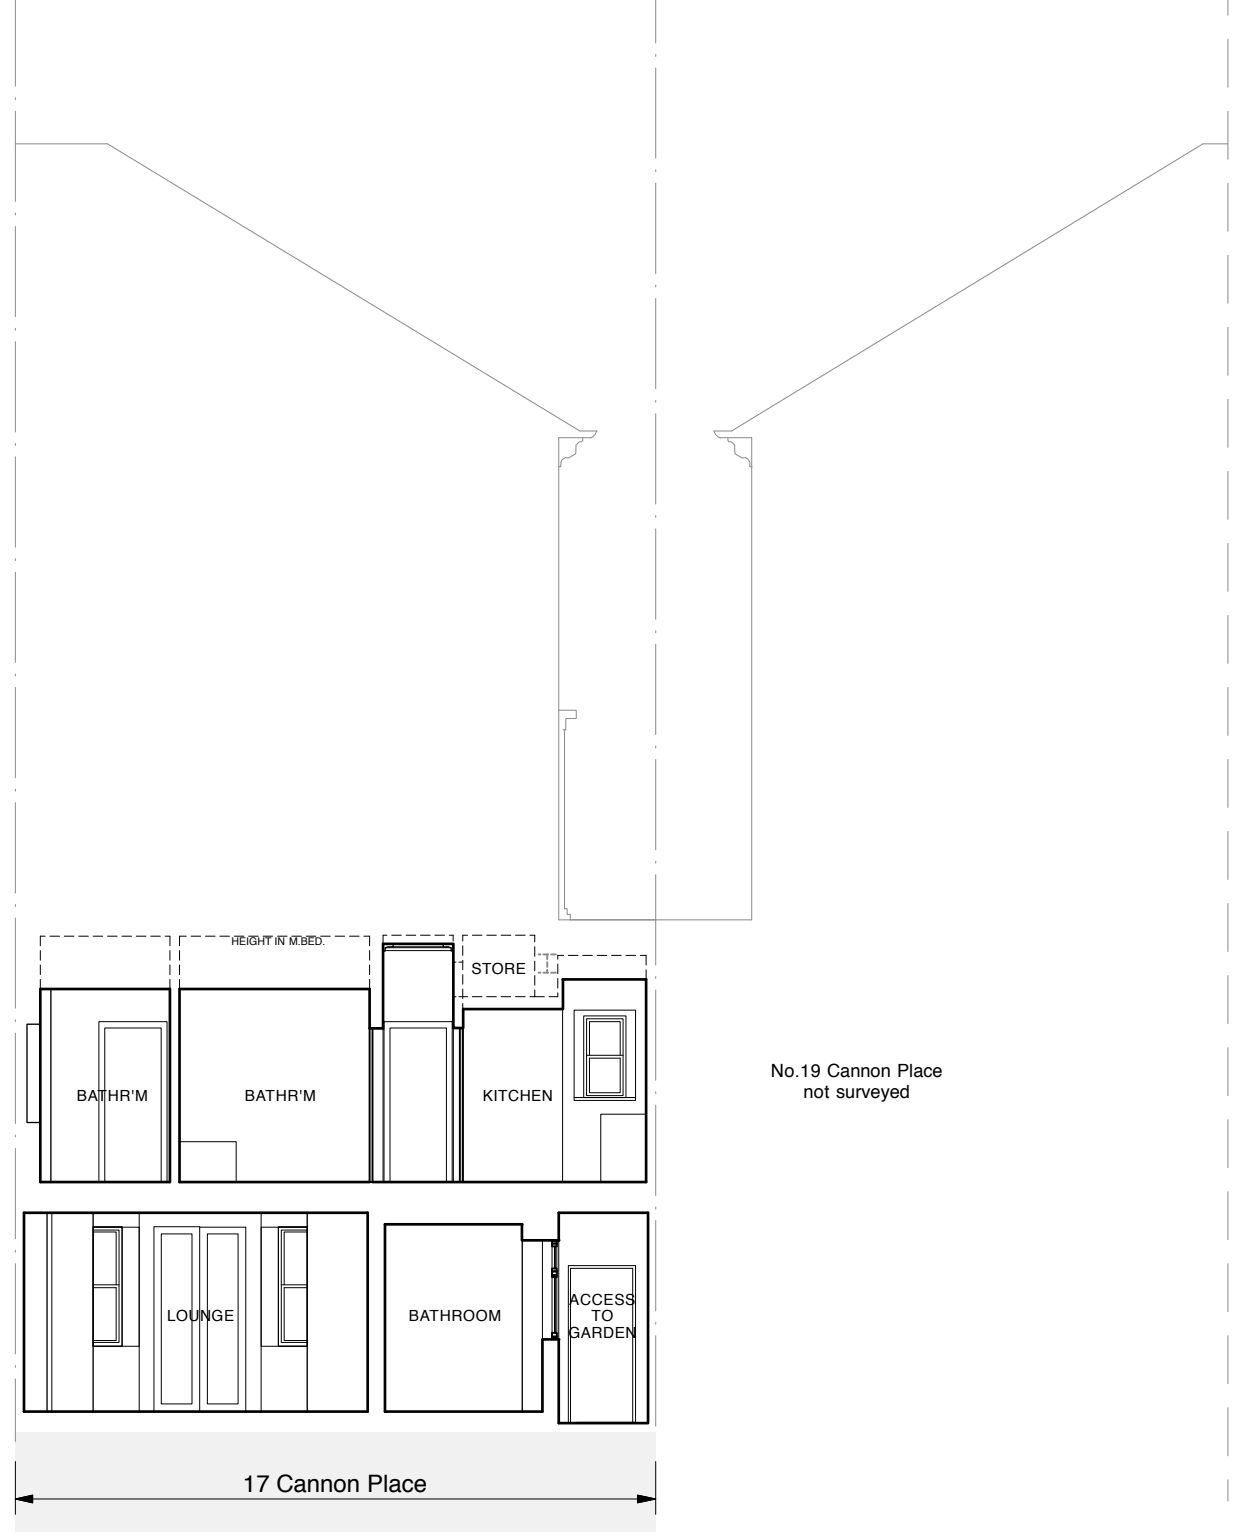 HEIGHT IN M.BED.
STORE
BATHR'M
BATHR'M
KITCHEN
No.19 Cannon Place
not surveyed
LOUNGE
BATHROOM
ACCESS
TO
GARDEN
17 Cannon Place